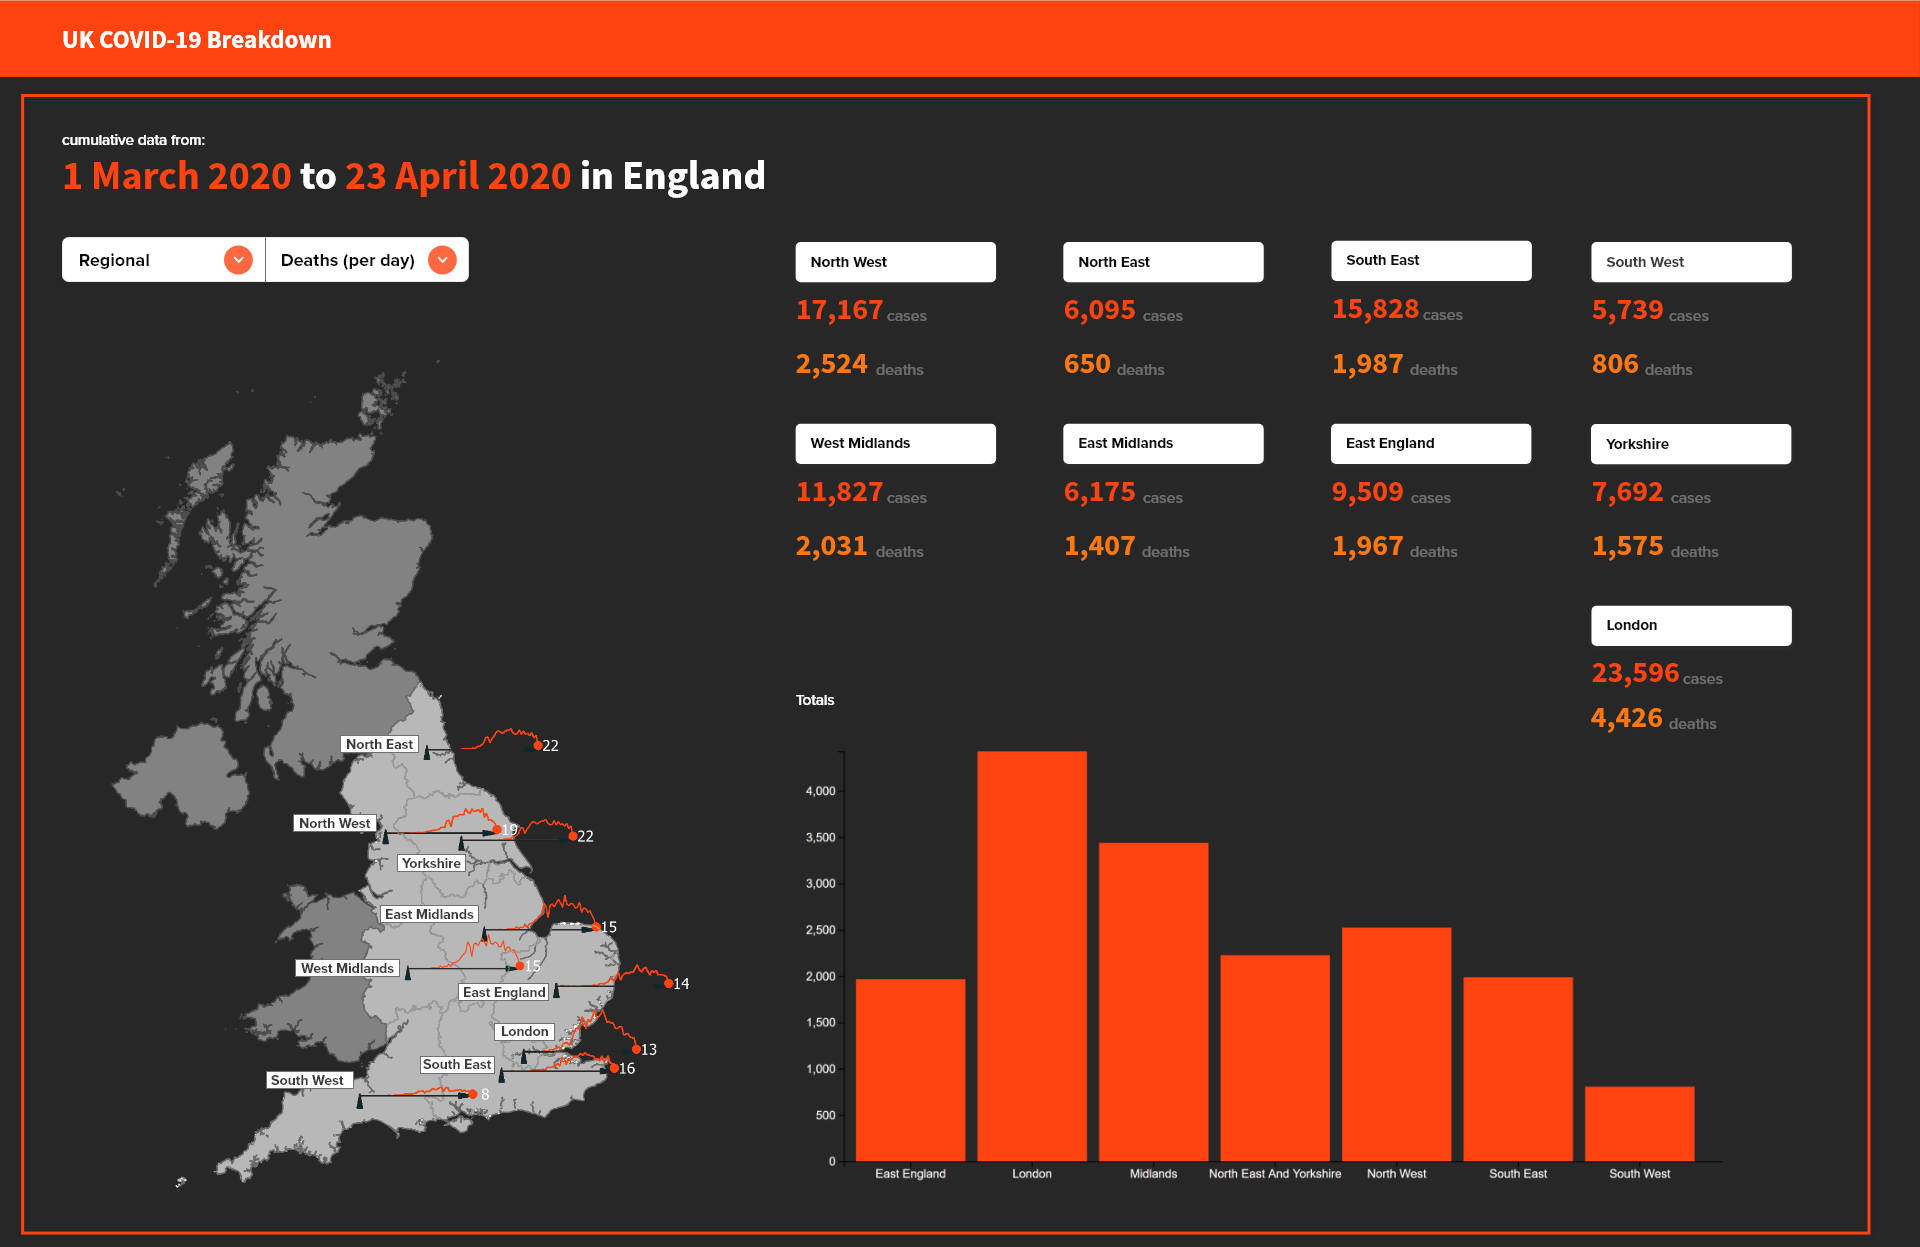 UK COVID-19 Breakdown
cumulative data from:
1 March 2020 to 23 April 2020 in England
Regional
Deaths (per day)
North West
17,167 cases
2,524 deaths
North East
6,095 cases
650 deaths
South East
15,828 cases
1,987 deaths
South West
5,739 cases
806 deaths
West Midlands
11,827 cases
2,031 deaths
East Midlands
6,175 cases
1,407 deaths
East England
9,509 cases
1,967 deaths
Yorkshire
7,692 cases
1,575 deaths
London
23,596 cases
4,426 deaths
North East
22
North West
19
22
Yorkshire
East Midlands
15
West Midlands
15
East England
14
London
13
South East
16
South West
8
Totals
4,000
3,500
3,000
2,500
2,000
1,500
1,000
500
0
East England
London
Midlands
North East And Yorkshire
North West
South East
South West